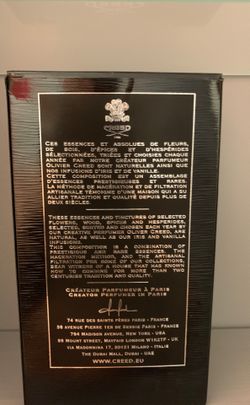 CREED
CES ESSENCES ET ABSOLUES DE FLEURS,
DE BOIS, D'ÉPICES ET D'HESPÉRIDES
SÉLECTIONNÉES, TRIÉES ET CHOISIES CHAQUE
ANNÉE PAR NOTRE CRÉATEUR PARFUMEUR
OLIVIER CREED SONT NATURELLES AINSI QUE
NOS INFUSIONS D'IRIS ET DE VANILLE.
CETTE COMPOSITION EST UN ASSEMBLAGE
D'ESSENCES PRESTIGIEUSES ET RARES.
LA MÉTHODE DE MACÉRATION ET DE FILTRATION
ARTISANALE TÉMOIGNE D'UNE MAISON QUI A SU
ALLIER TRADITION ET QUALITÉ DEPUIS PLUS DE
DEUX SIÈCLES.
THESE ESSENCES AND TINCTURES OF SELECTED
FLOWERS, WOOD, SPICES AND HESPERIDES,
SELECTED, SORTED AND CHOSEN EACH YEAR BY
OUR CREATIVE PERFUMER OLIVIER CREED, ARE
NATURAL, AS WELL AS OUR IRIS AND VANILLA
INFUSIONS.
THIS COMPOSITION IS A COMBINATION OF
PRESTIGIOUS AND RARE ESSENCES. THE
MACERATION METHOD, AND THE ARTISANAL
FILTRATION FOR SOME OF OUR COLLECTIONS,
BEAR WITNESS OF A HOUSE THAT HAS KNOWN
HOW TO COMBINE FOR MORE THAN TWO
CENTURIES TRADITION AND QUALITY.
CRÉATEUR PARFUMEUR À PARIS
CREATOR PERFUMER IN PARIS
74 RUE DES SAINTS PÈRES PARIS - FRANCE
38 AVENUE PIERRE 1ER DE SERBIE PARIS - FRANCE
794 MADISON AVENUE, NEW YORK - USA
99 MOUNT STREET, MAYFAIR LONDON W1K2TF - UK
VIA MADONNINA 17, 20121 MILANO - ITALIA
THE DUBAI MALL, DUBAI - UAE
WWW.CREED.EU